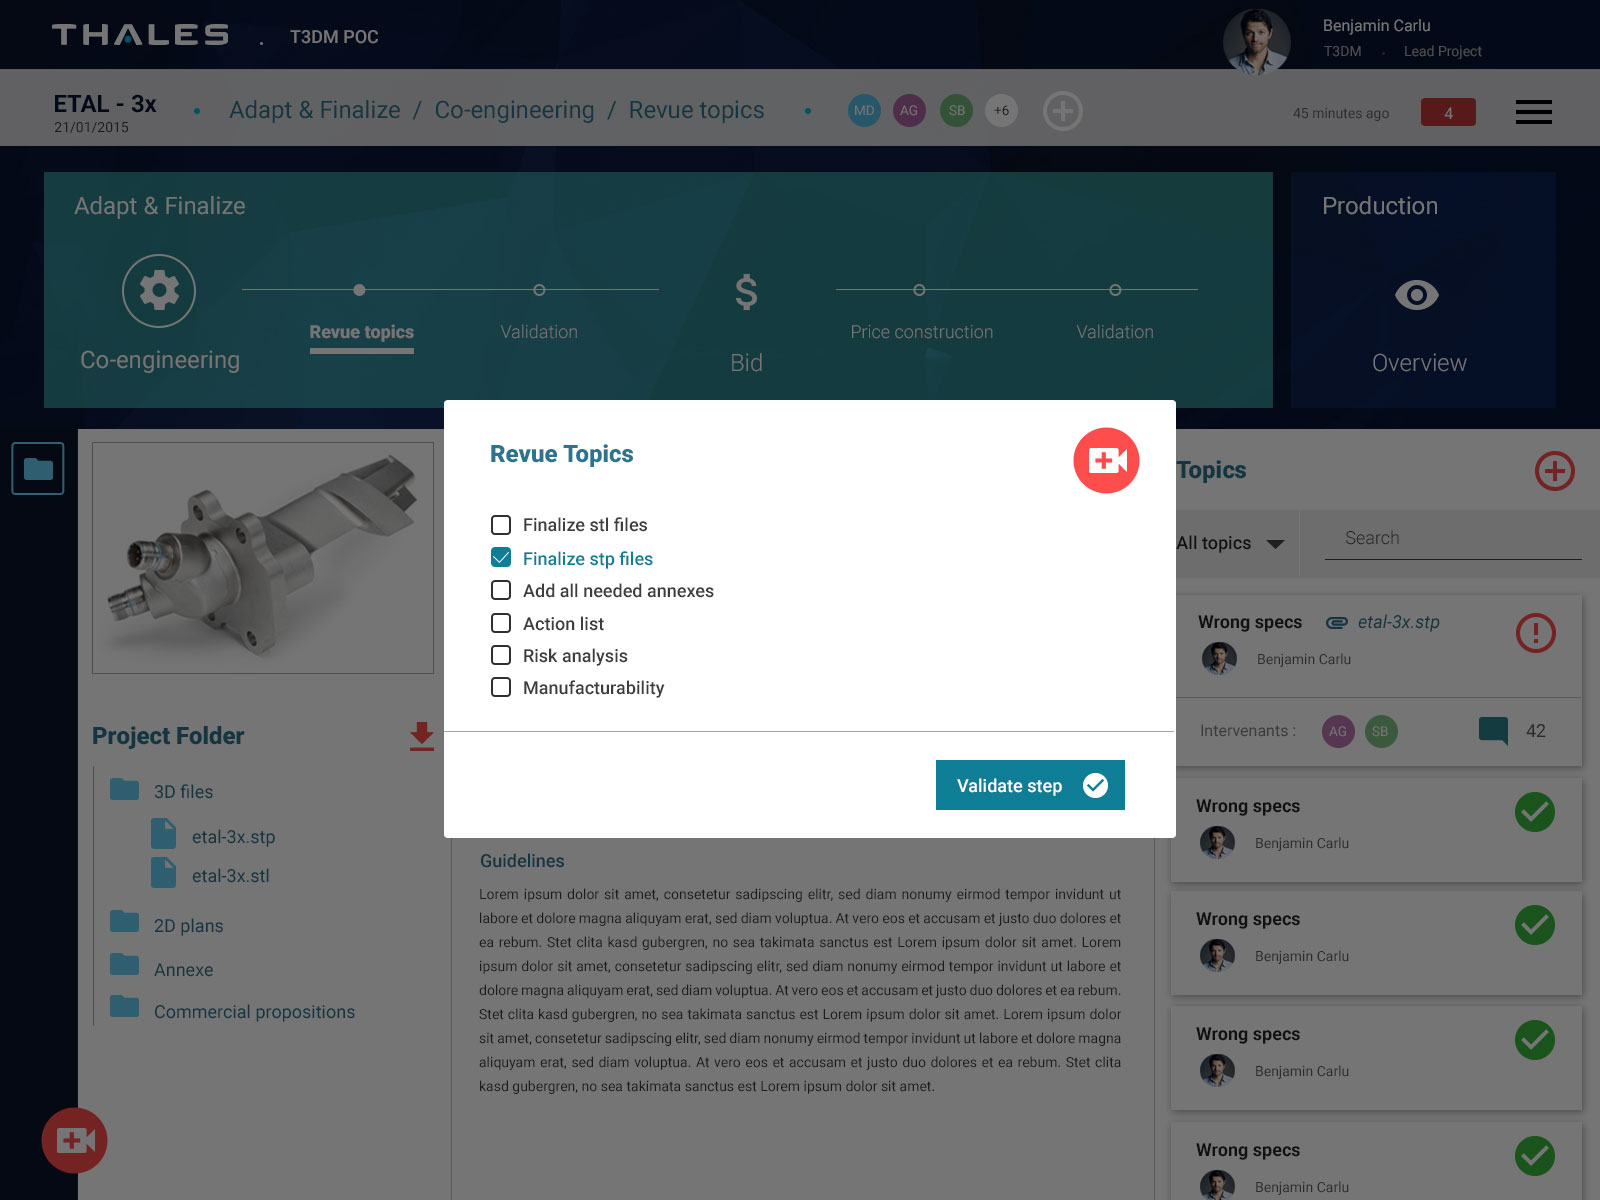 THALES . T3DM POC
Benjamin Carlu
T3DM · Lead Project
ETAL - 3x
21/01/2015
• Adapt & Finalize / Co-engineering / Revue topics •
MD AG SB +6
45 minutes ago
4
Adapt & Finalize
Production
$
Revue topics
Validation
Price construction
Validation
Co-engineering
Bid
Overview
Revue Topics
Finalize stl files
Finalize stp files
Add all needed annexes
Action list
Risk analysis
Manufacturability
Validate step
Project Folder
3D files
etal-3x.stp
etal-3x.stl
2D plans
Annexe
Commercial propositions
Guidelines
Lorem ipsum dolor sit amet, consetetur sadipscing elitr, sed diam nonumy eirmod tempor invidunt ut
labore et dolore magna aliquyam erat, sed diam voluptua. At vero eos et accusam et justo duo dolores et
ea rebum. Stet clita kasd gubergren, no sea takimata sanctus est Lorem ipsum dolor sit amet. Lorem
ipsum dolor sit amet, consetetur sadipscing elitr, sed diam nonumy eirmod tempor invidunt ut labore et
dolore magna aliquyam erat, sed diam voluptua. At vero eos et accusam et justo duo dolores et ea rebum.
Stet clita kasd gubergren, no sea takimata sanctus est Lorem ipsum dolor sit amet. Lorem ipsum dolor
sit amet, consetetur sadipscing elitr, sed diam nonumy eirmod tempor invidunt ut labore et dolore magna
aliquyam erat, sed diam voluptua. At vero eos et accusam et justo duo dolores et ea rebum. Stet clita
kasd gubergren, no sea takimata sanctus est Lorem ipsum dolor sit amet.
Topics
All topics
Search
Wrong specs
etal-3x.stp
Benjamin Carlu
Intervenants :
AG SB
42
Wrong specs
Benjamin Carlu
Wrong specs
Benjamin Carlu
Wrong specs
Benjamin Carlu
Wrong specs
Benjamin Carlu